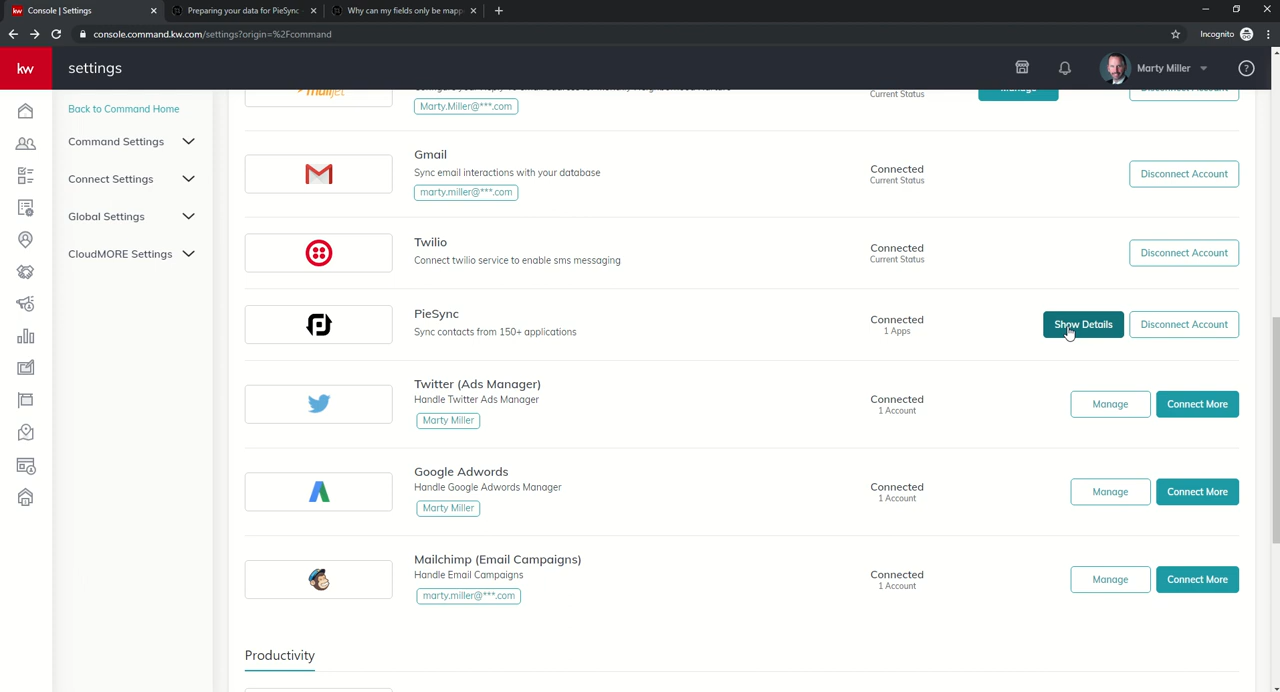 kw Console | Settings
Preparing your data for PieSync
Why can my fields only be mapp
console.command.kw.com/settings?origin=%2Fcommand
Incognito
kw
settings
Marty Miller
Back to Command Home
Command Settings
Connect Settings
Global Settings
CloudMORE Settings
mailjet
Marty.Miller@***.com
Current Status
Manage
Gmail
Sync email interactions with your database
marty.miller@***.com
Connected
Current Status
Disconnect Account
Twilio
Connect twilio service to enable sms messaging
Connected
Current Status
Disconnect Account
PieSync
Sync contacts from 150+ applications
Connected
1 Apps
Show Details
Disconnect Account
Twitter (Ads Manager)
Handle Twitter Ads Manager
Marty Miller
Connected
1 Account
Manage
Connect More
Google Adwords
Handle Google Adwords Manager
Marty Miller
Connected
1 Account
Manage
Connect More
Mailchimp (Email Campaigns)
Handle Email Campaigns
marty.miller@***.com
Connected
1 Account
Manage
Connect More
Productivity